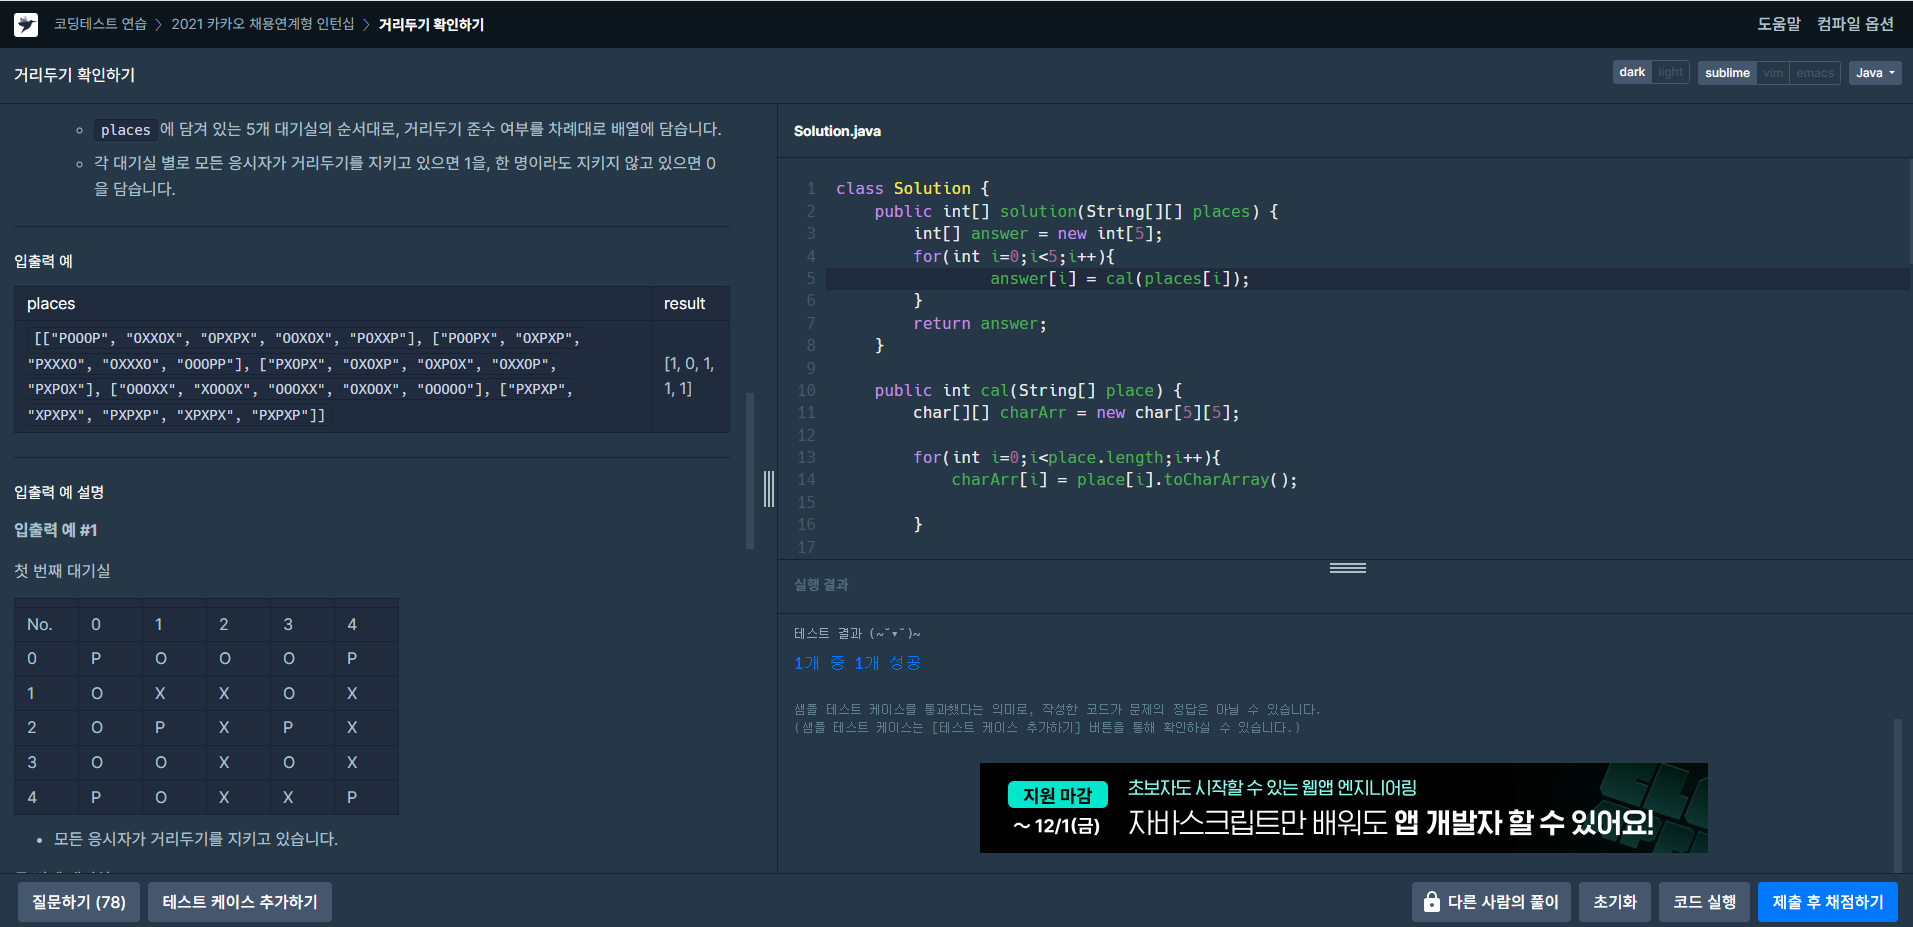 코딩테스트 연습 > 2021 카카오 채용연계형 인턴십 > 거리두기 확인하기
도움말 컴파일 옵션
거리두기 확인하기
dark light sublime vim emacs Java
places 에 담겨 있는 5개 대기실의 순서대로, 거리두기 준수 여부를 차례대로 배열에 담습니다.
각 대기실 별로 모든 응시자가 거리두기를 지키고 있으면 1을, 한 명이라도 지키지 않고 있으면 0
을 담습니다.
입출력 예
places result
[["POOOP", "OXXOX", "OPXPX", "OOXOX", "POXXP"], ["POOPX", "OXPXP",
"PXXXO", "OXXXO", "OOOPP"], ["PXOPX", "OXOXP", "OXPOX", "OXXOP",
"PXPOX"], ["OOOXX", "XOOOX", "OOOXX", "OXOOX", "OOOOO"], ["PXPXP",
"XPXPX", "PXPXP", "XPXPX", "PXPXP"]]
[1, 0, 1,
1, 1]
입출력 예 설명
입출력 예 #1
첫 번째 대기실
No. 0 1 2 3 4
0 P O O O P
1 O X X O X
2 O P X P X
3 O O X O X
4 P O X X P
모든 응시자가 거리두기를 지키고 있습니다.
Solution.java
1 class Solution {
2 public int[] solution(String[][] places) {
3 int[] answer = new int[5];
4 for(int i=0;i<5;i++){
5 answer[i] = cal(places[i]);
6 }
7 return answer;
8 }
9
10 public int cal(String[] place) {
11 char[][] charArr = new char[5][5];
12
13 for(int i=0;i<place.length;i++){
14 charArr[i] = place[i].toCharArray();
15
16 }
17
실행 결과
테스트 결과 (~˘▾˘)~
1개 중 1개 성공
샘플 테스트 케이스를 통과했다는 의미로, 작성한 코드가 문제의 정답은 아닐 수 있습니다.
(샘플 테스트 케이스는 [테스트 케이스 추가하기] 버튼을 통해 확인하실 수 있습니다.)
지원 마감
~ 12/1(금)
초보자도 시작할 수 있는 웹앱 엔지니어링
자바스크립트만 배워도 앱 개발자 할 수 있어요!
질문하기 (78) 테스트 케이스 추가하기
다른 사람의 풀이 초기화 코드 실행 제출 후 채점하기